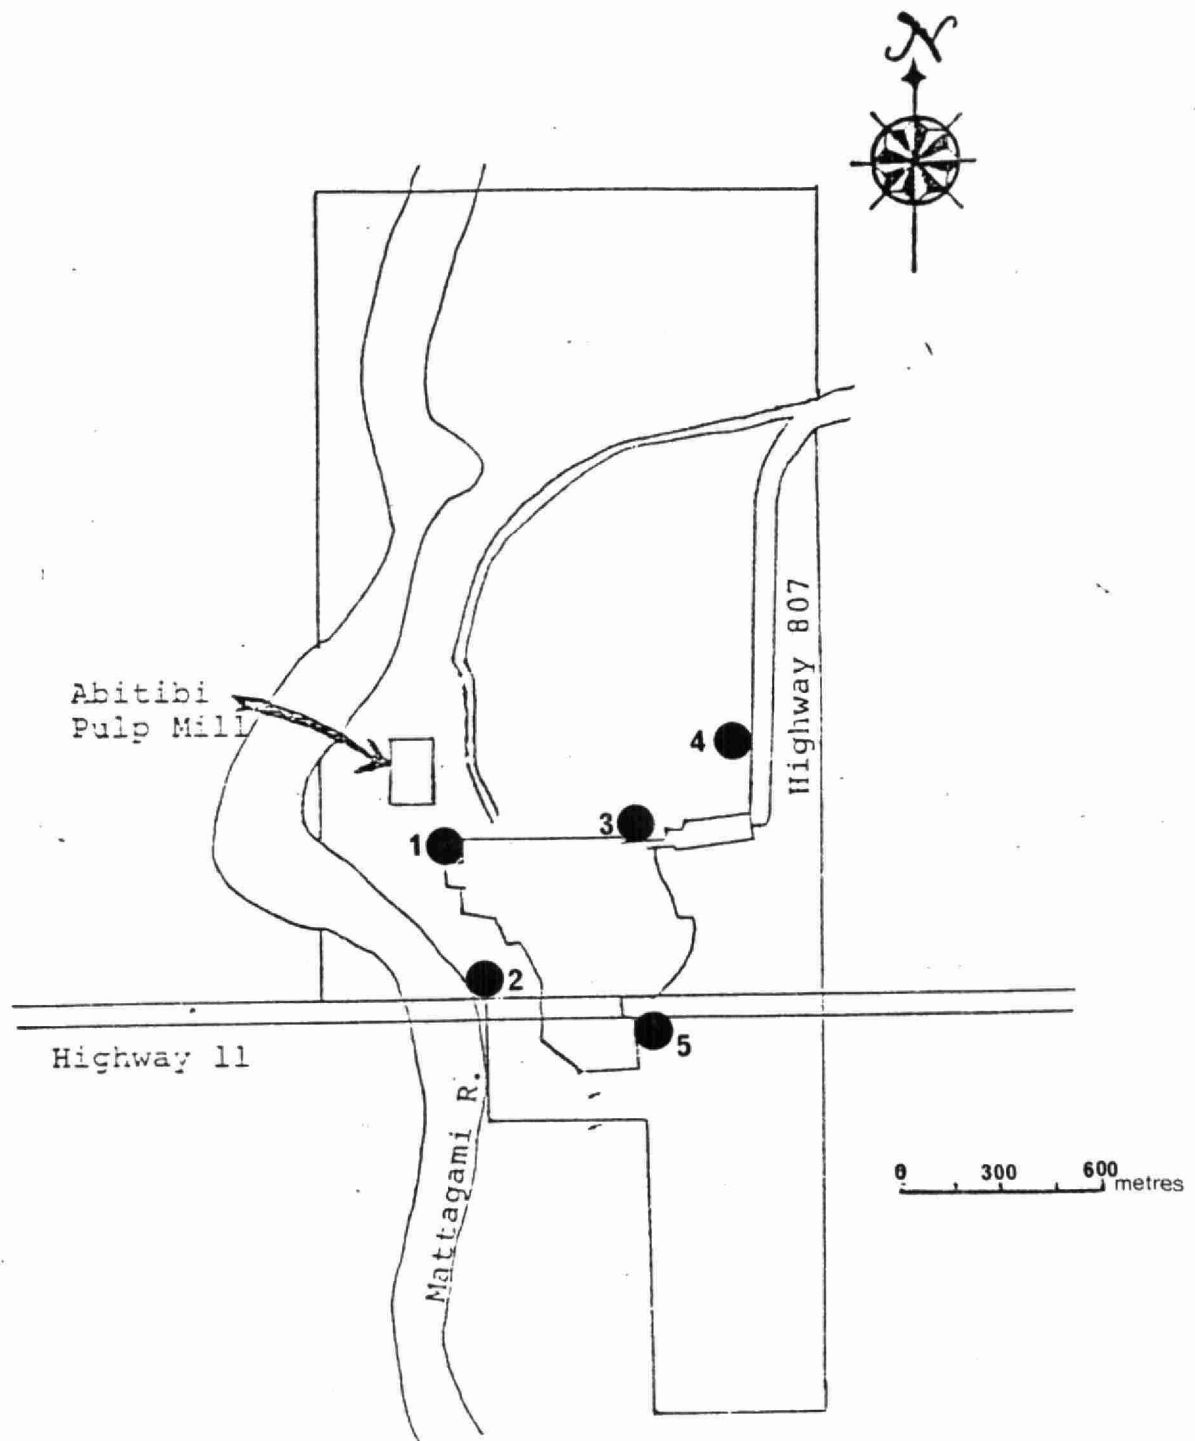 N
Abitibi
Pulp Mill
Highway 807
4
3
1
2
5
Highway 11
Mattagami R.
0 300 600 metres